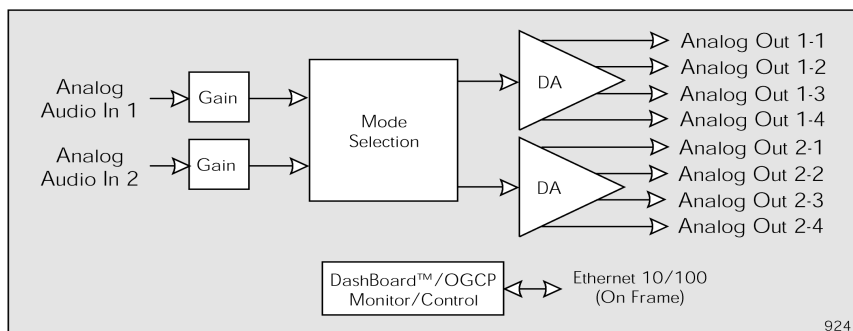 Analog
Audio In 1
Gain
Analog
Audio In 2
Gain
Mode
Selection
DA
DA
Analog Out 1-1
Analog Out 1-2
Analog Out 1-3
Analog Out 1-4
Analog Out 2-1
Analog Out 2-2
Analog Out 2-3
Analog Out 2-4
DashBoard™/OGCP
Monitor/Control
Ethernet 10/100
(On Frame)
924